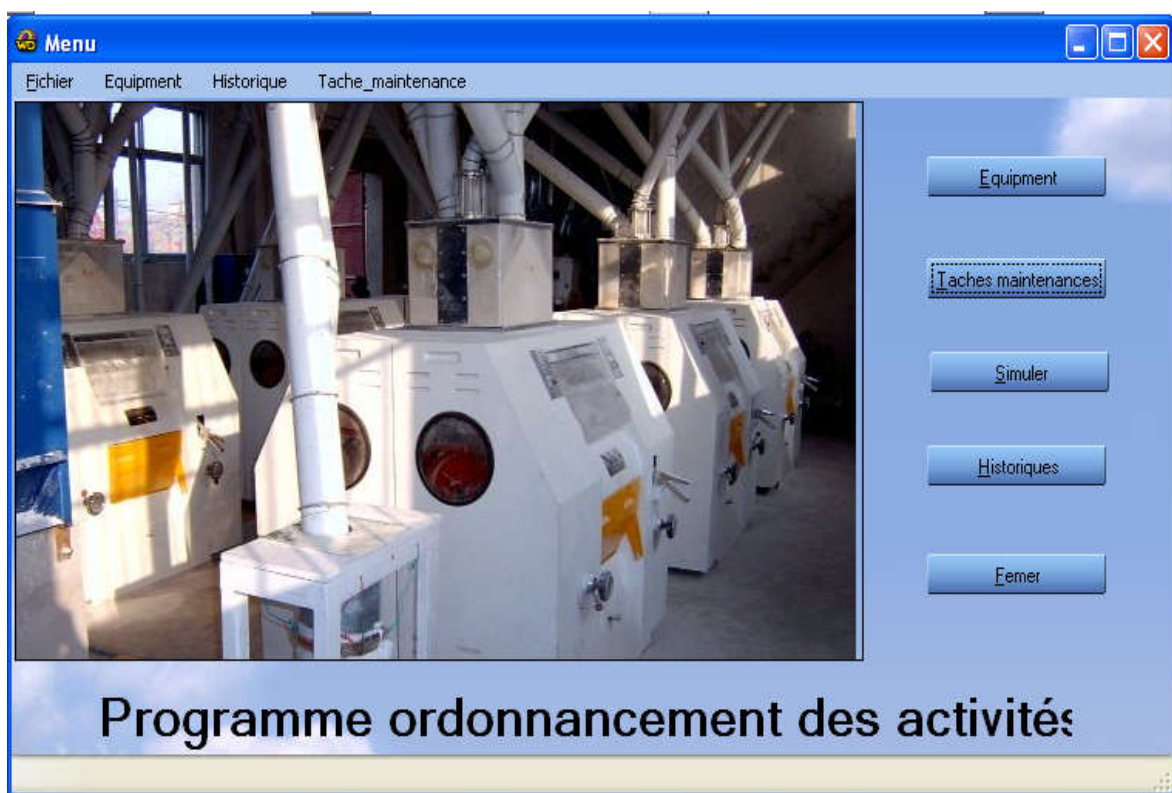 Menu
Fichier Equipment Historique Tache_maintenance
Equipment
Taches maintenances
Simuler
Historiques
Femer
Programme ordonnancement des activités